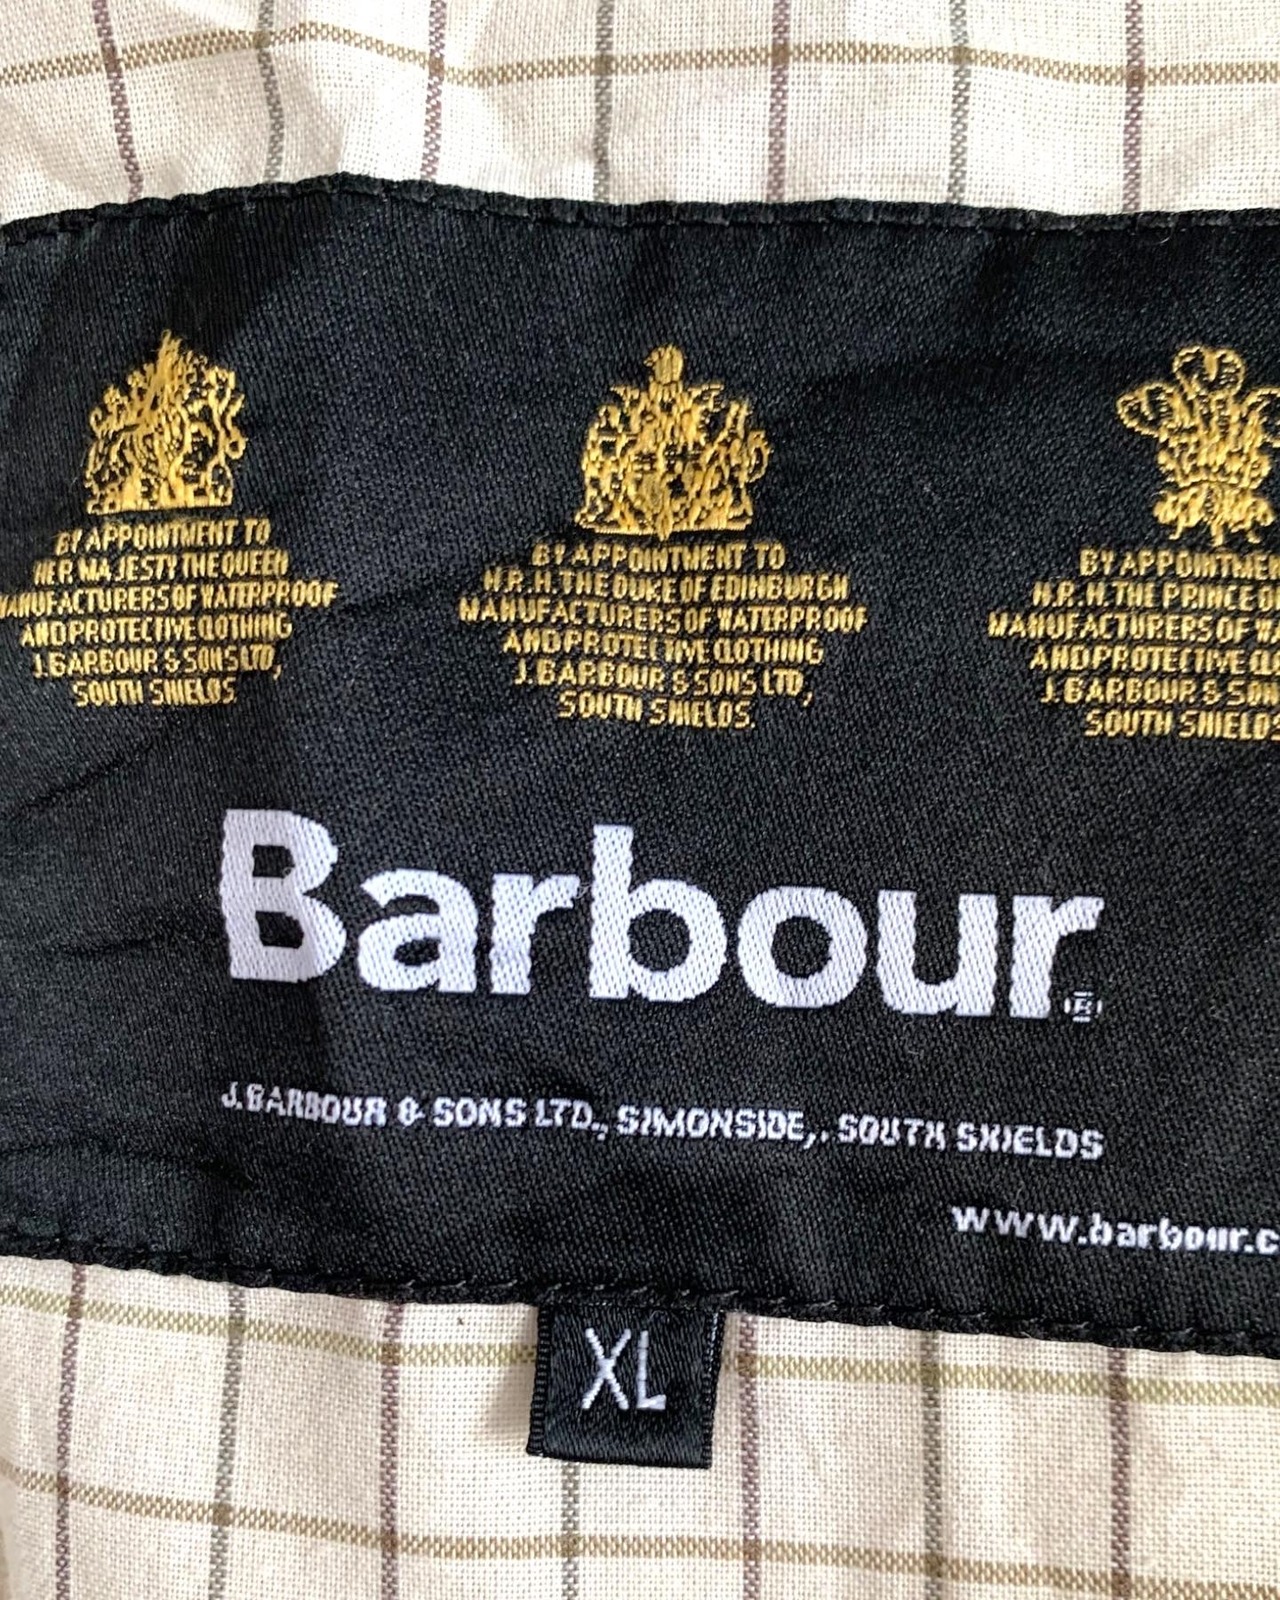 BY APPOINTMENT TO
HER MAJESTY THE QUEEN
MANUFACTURERS OF WATERPROOF
AND PROTECTIVE CLOTHING
J. BARBOUR & SONS LTD,
SOUTH SHIELDS
BY APPOINTMENT TO
H.R.H. THE DUKE OF EDINBURGH
MANUFACTURERS OF WATERPROOF
AND PROTECTIVE CLOTHING
J. BARBOUR & SONS LTD,
SOUTH SHIELDS.
BY APPOINTMEN
H.R.H. THE PRINCE O
MANUFACTURERS OF WA
AND PROTECTIVE CL
J. BARBOUR & SON
SOUTH SHIELDS
Barbour®
J. BARBOUR & SONS LTD., SIMONSIDE,. SOUTH SHIELDS
www.barbour.c
XL